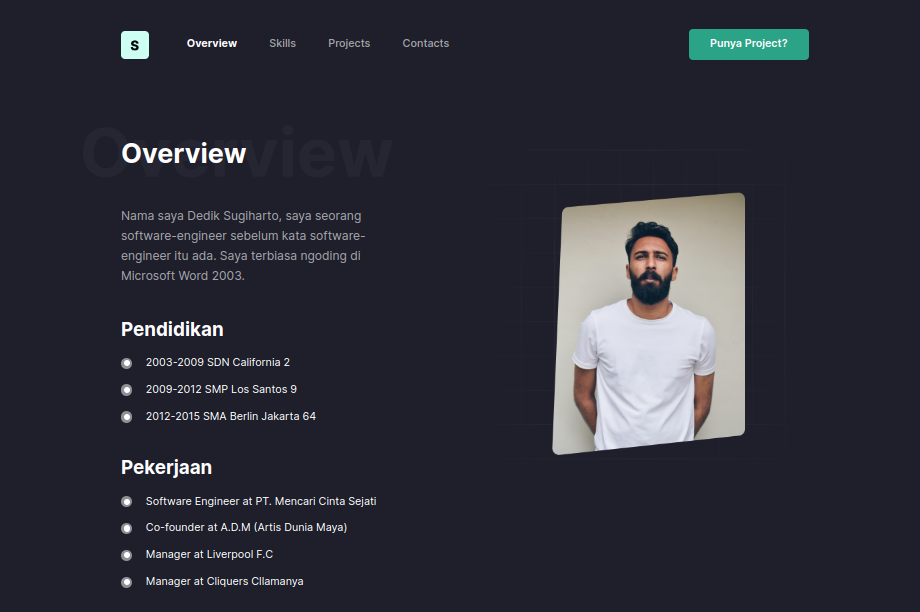 S
Overview
Skills
Projects
Contacts
Punya Project?
Overview
Overview
Nama saya Dedik Sugiharto, saya seorang
software-engineer sebelum kata software-
engineer itu ada. Saya terbiasa ngoding di
Microsoft Word 2003.
Pendidikan
2003-2009 SDN California 2
2009-2012 SMP Los Santos 9
2012-2015 SMA Berlin Jakarta 64
Pekerjaan
Software Engineer at PT. Mencari Cinta Sejati
Co-founder at A.D.M (Artis Dunia Maya)
Manager at Liverpool F.C
Manager at Cliquers CIlamanya